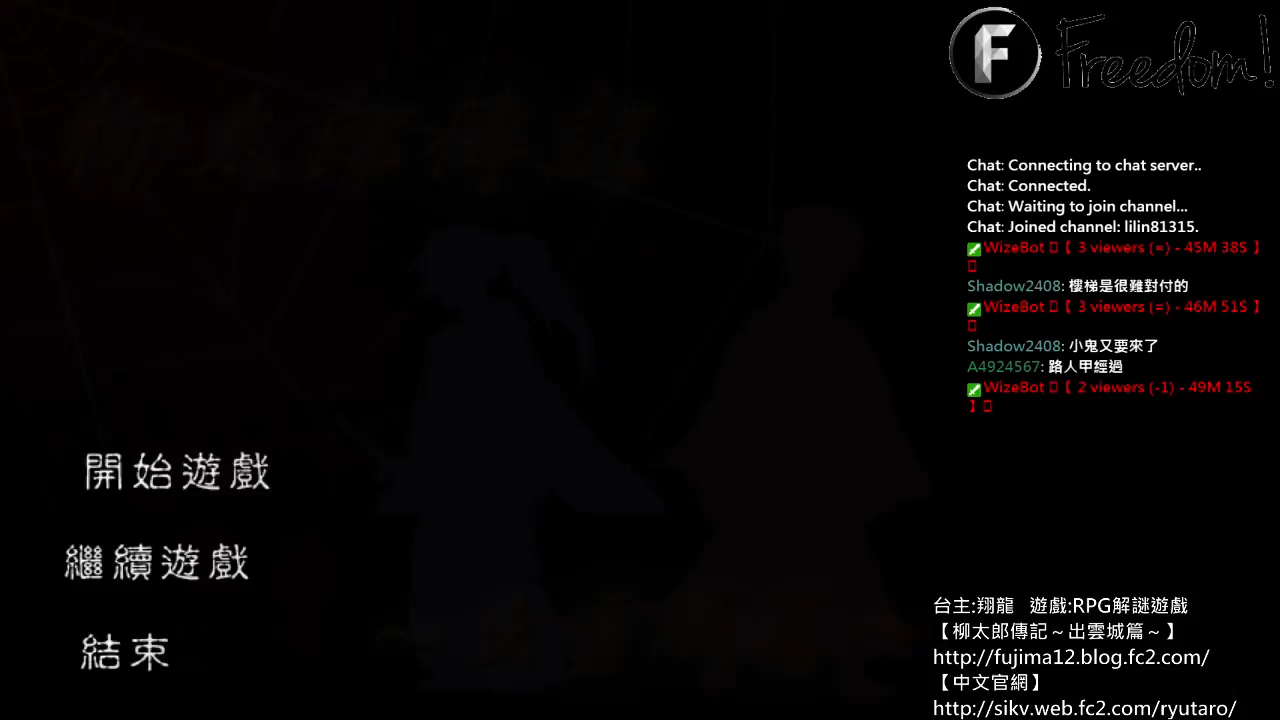 F Freedom!
Chat: Connecting to chat server..
Chat: Connected.
Chat: Waiting to join channel...
Chat: Joined channel: lilin81315.
WizeBot 【 3 viewers (=) - 45M 38S 】
Shadow2408: 樓梯是很難對付的
WizeBot 【 3 viewers (=) - 46M 51S 】
Shadow2408: 小鬼又要來了
A4924567: 路人甲經過
WizeBot 【 2 viewers (-1) - 49M 15S
】
開始遊戲
繼續遊戲
結束
台主:翔龍 遊戲:RPG解謎遊戲
【柳太郎傳記～出雲城篇～】
http://fujima12.blog.fc2.com/
【中文官網】
http://sikv.web.fc2.com/ryutaro/